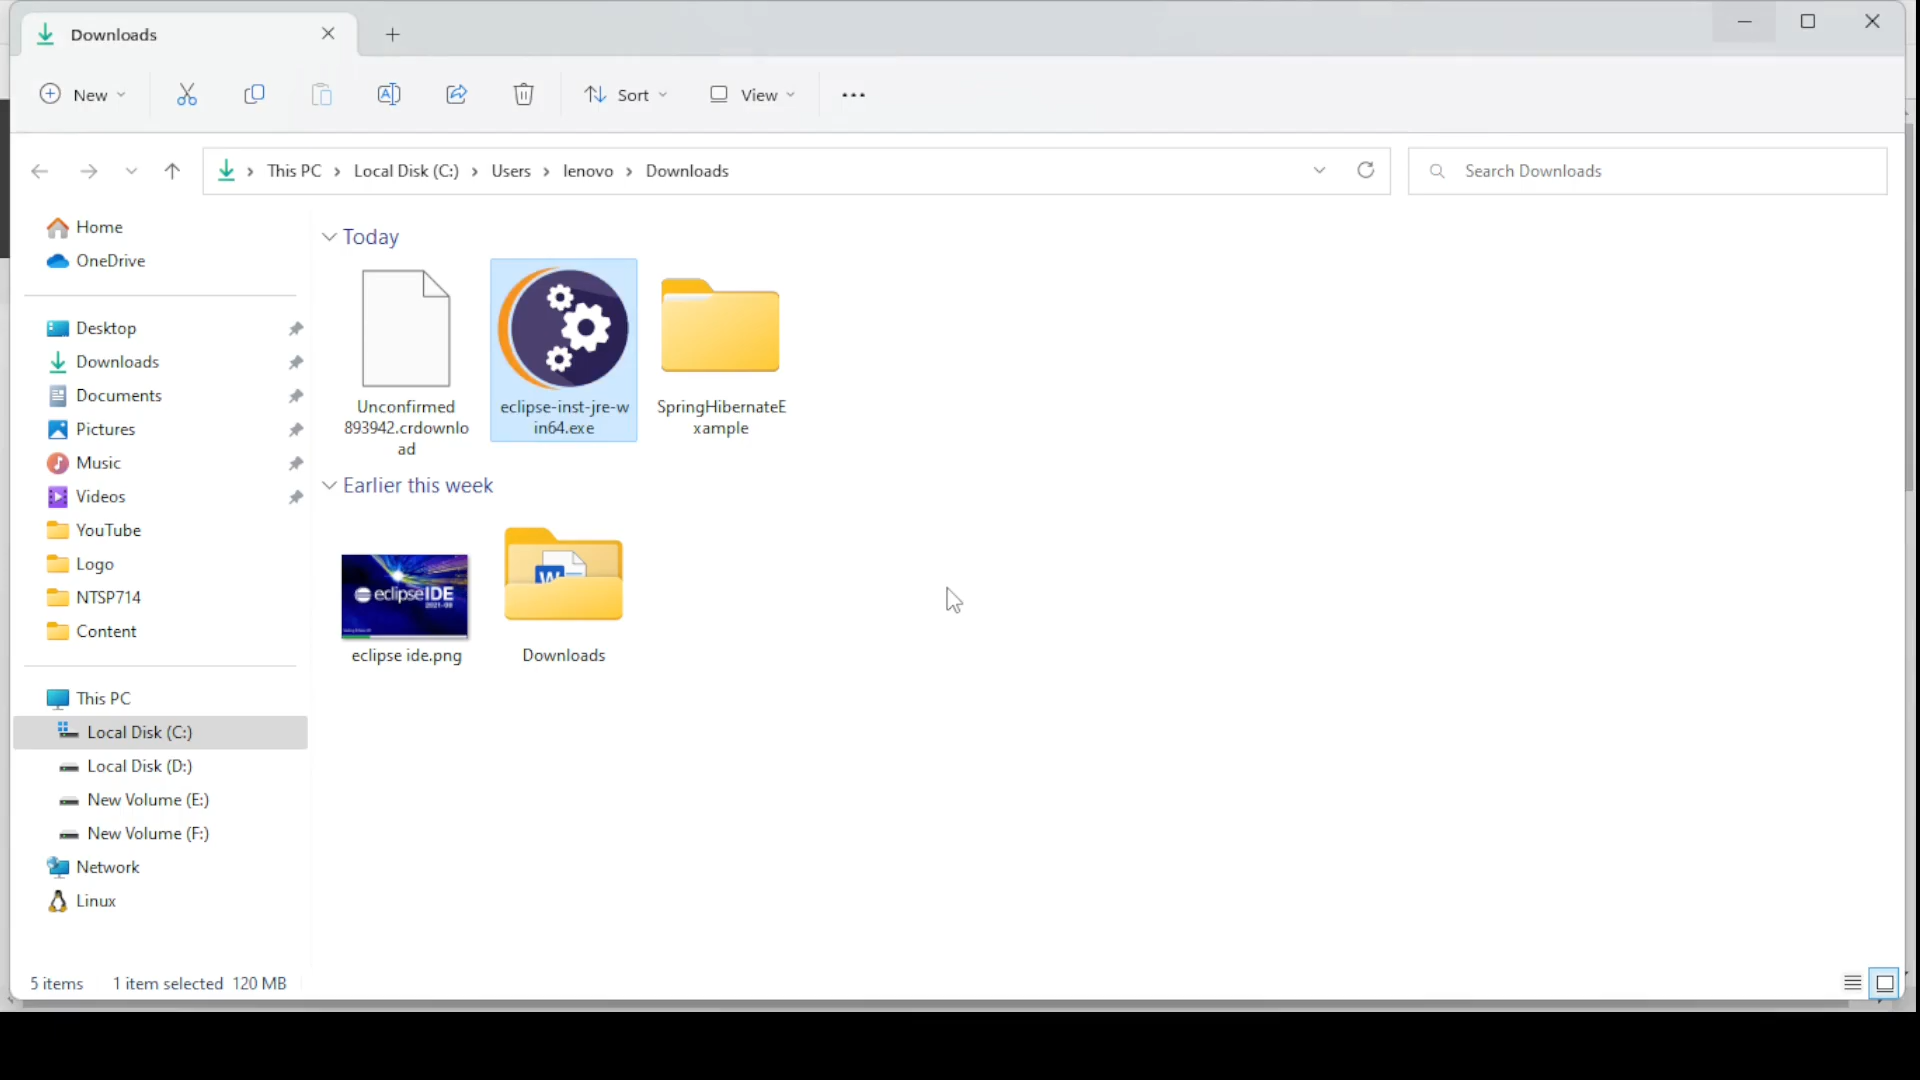 Downloads
New
Sort
View
This PC > Local Disk (C:) > Users > lenovo > Downloads
Search Downloads
Home
OneDrive
Desktop
Downloads
Documents
Pictures
Music
Videos
YouTube
Logo
NTSP714
Content
This PC
Local Disk (C:)
Local Disk (D:)
New Volume (E:)
New Volume (F:)
Network
Linux
Today
Unconfirmed
893942.crdownlo
ad
eclipse-inst-jre-w
in64.exe
SpringHibernateE
xample
Earlier this week
eclipseIDE
2021-09
eclipse ide.png
W
Downloads
5 items 1 item selected 120 MB